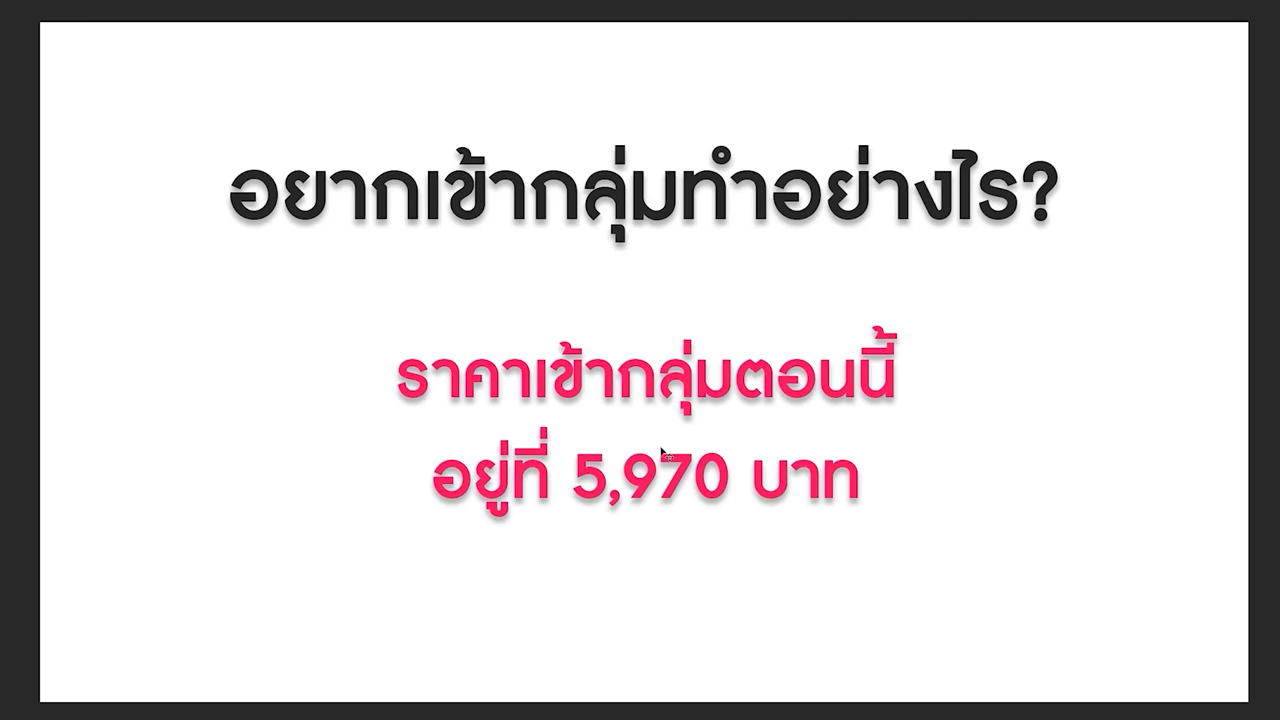 อยากเข้ากลุ่มทำอย่างไร?
ราคาเข้ากลุ่มตอนนี้
อยู่ที่ 5,970 บาท